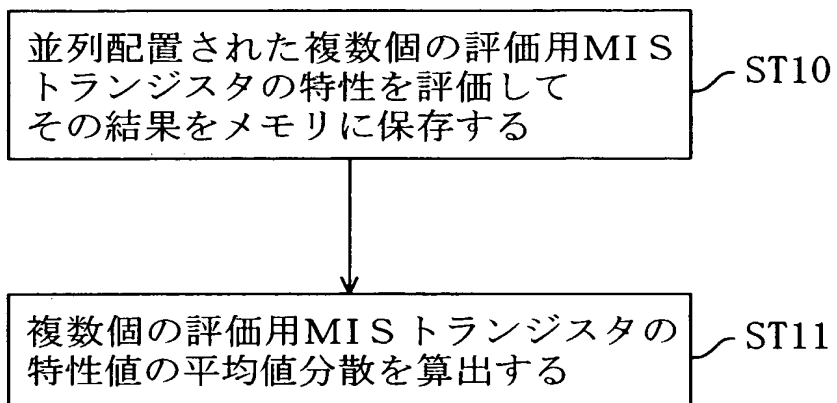 並列配置された複数個の評価用MIS
トランジスタの特性を評価して
その結果をメモリに保存する
ST10
複数個の評価用MISトランジスタの
特性値の平均値分散を算出する
ST11